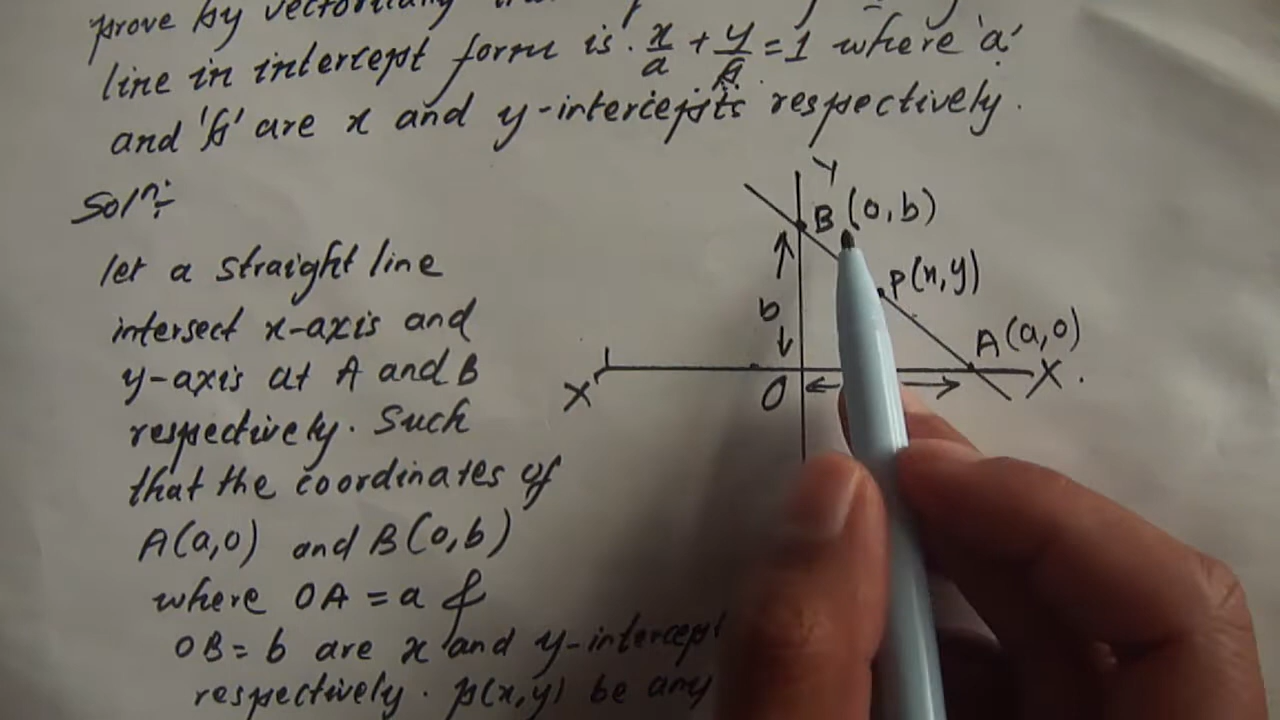 prove by vectorially
line in intercept form is x/a + y/b = 1 where 'a'
and 'b' are x and y-intercepts respectively.
Soln:
let a straight line
intersect x-axis and
y-axis at A and B
respectively. Such
that the coordinates of
A(a,0) and B(0,b)
where OA = a &
OB = b are x and y-intercept
respectively. p(x,y) be any
Y
B(0,b)
P(x,y)
b
A(a,0)
X'
O
X.